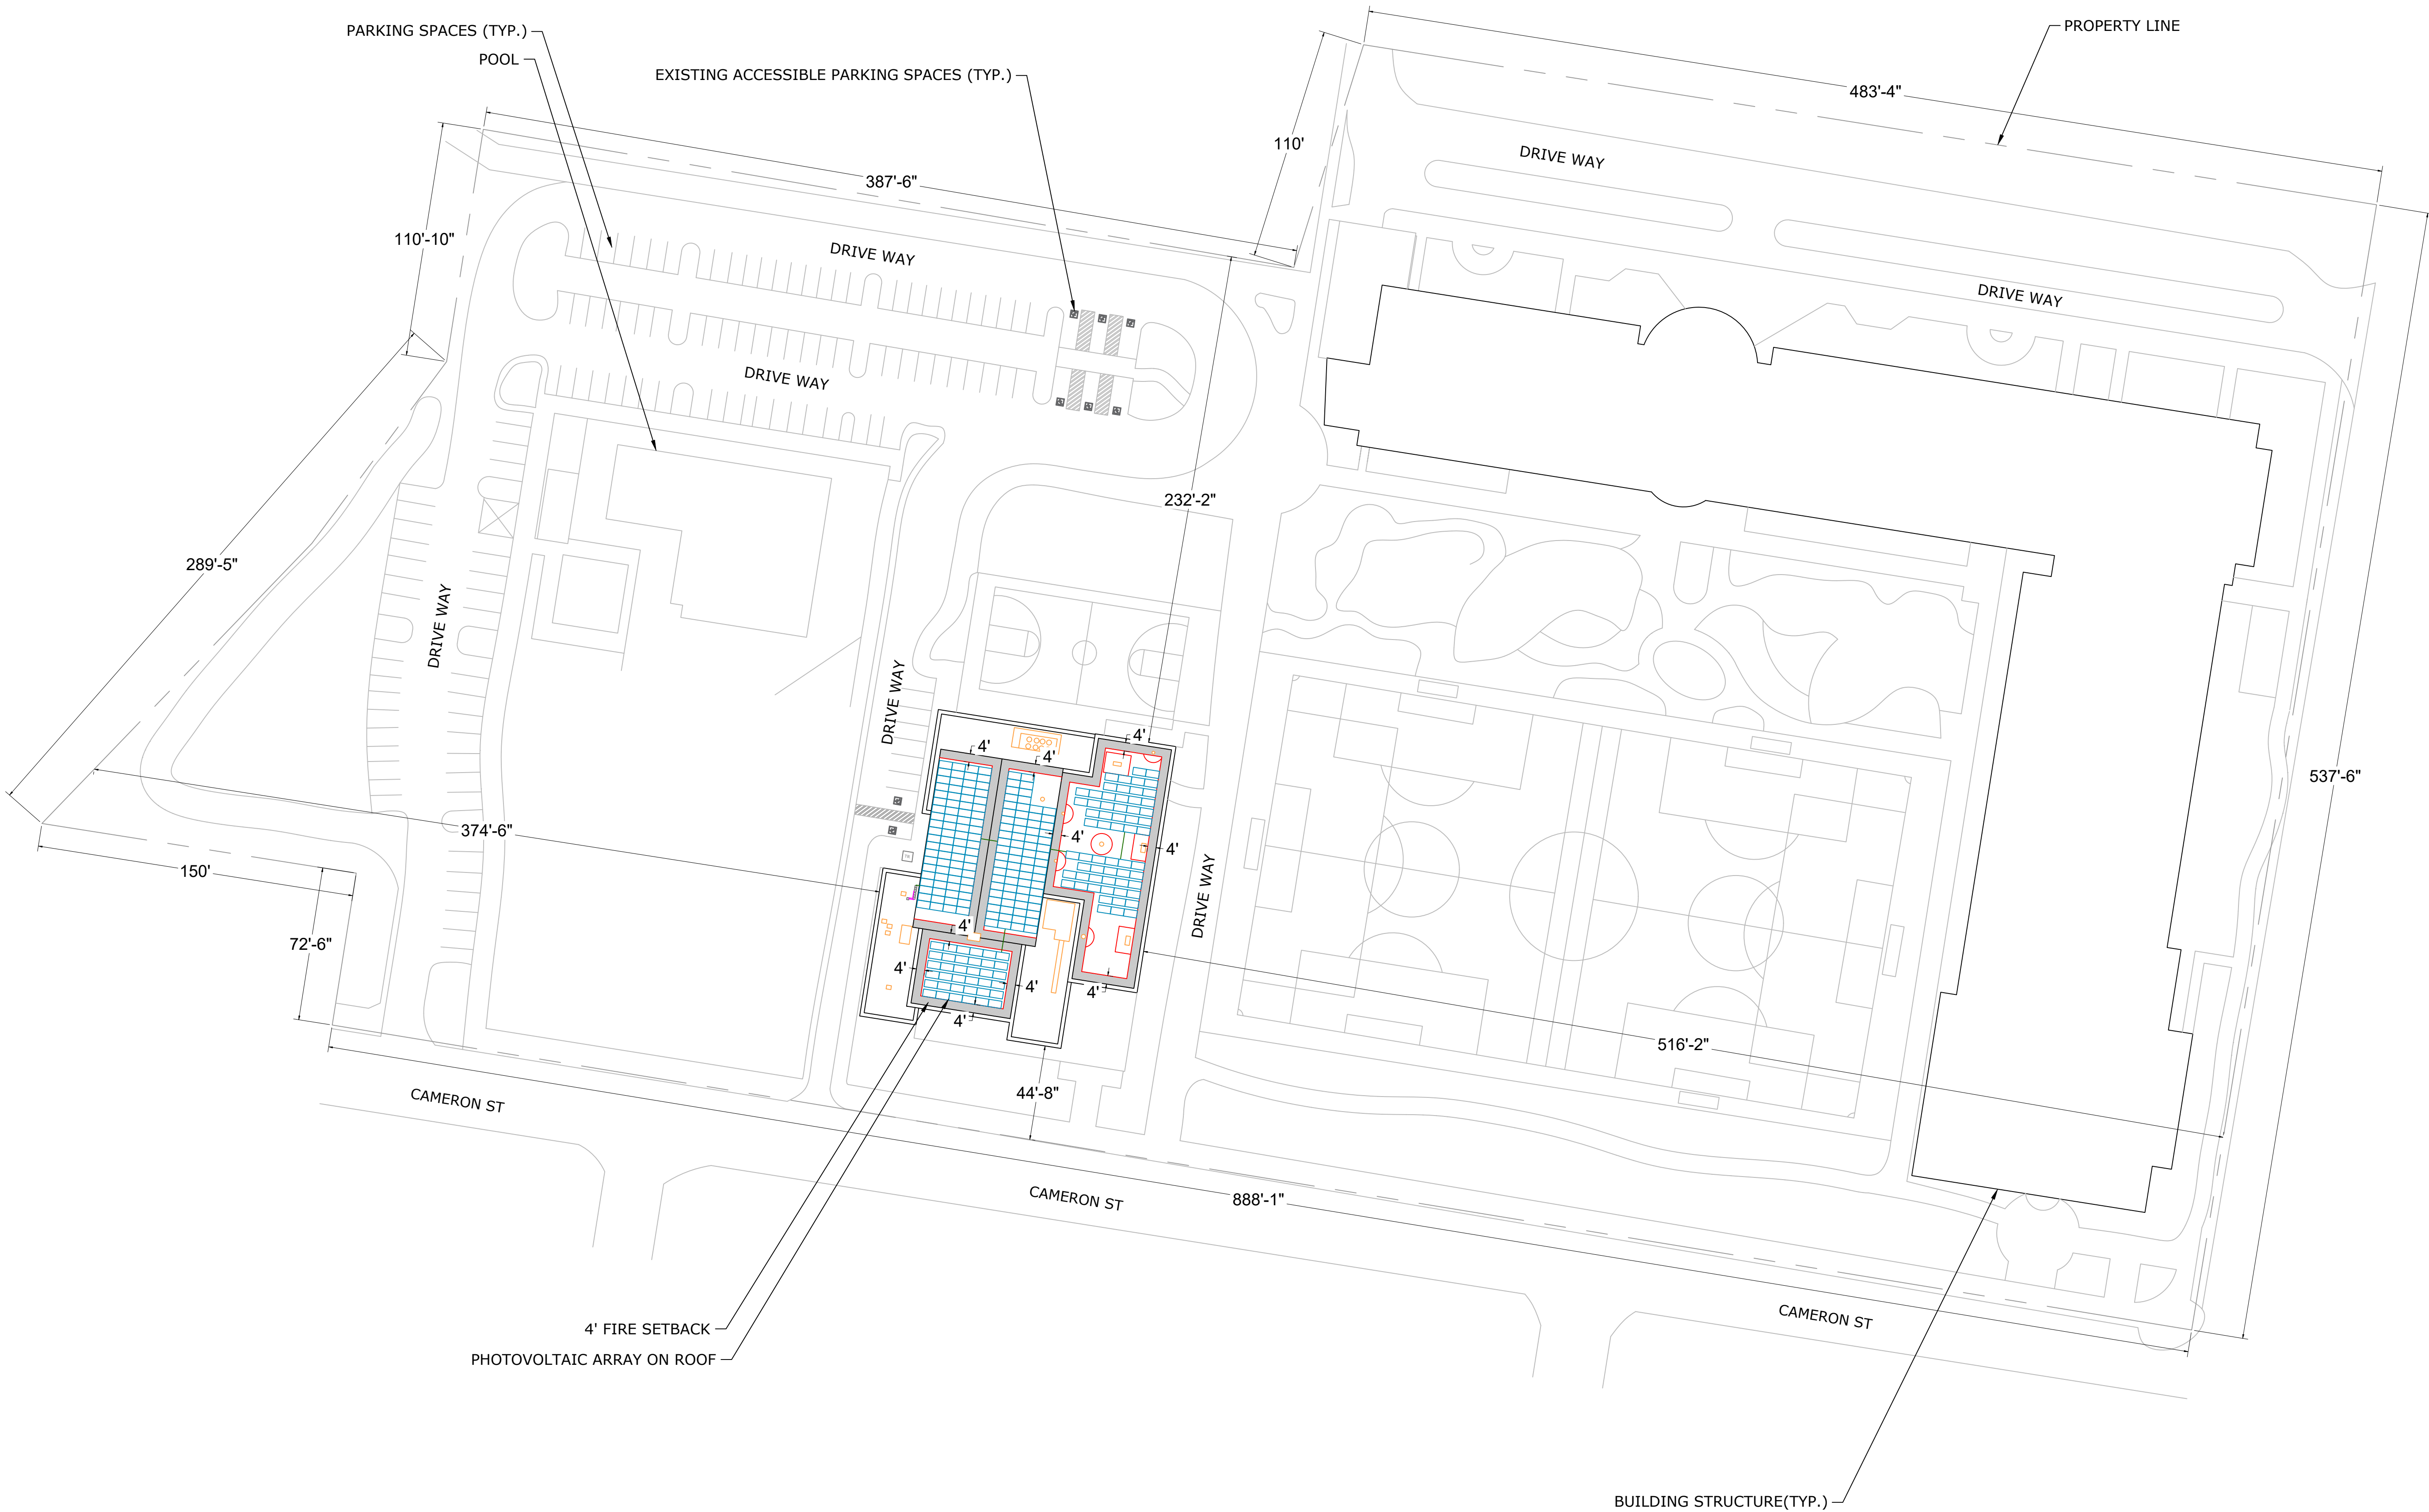 PROPERTY LINE
PARKING SPACES (TYP.)
POOL
EXISTING ACCESSIBLE PARKING SPACES (TYP.)
483'-4"
110'
DRIVE WAY
387'-6"
110'-10"
DRIVE WAY
DRIVE WAY
DRIVE WAY
232'-2"
289'-5"
DRIVE WAY
DRIVE WAY
4'
4'
4'
537'-6"
374'-6"
4'
4'
150'
DRIVE WAY
72'-6"
4'
4'
4'
4'
4'
516'-2"
44'-8"
CAMERON ST
CAMERON ST
888'-1"
CAMERON ST
4' FIRE SETBACK
PHOTOVOLTAIC ARRAY ON ROOF
BUILDING STRUCTURE(TYP.)